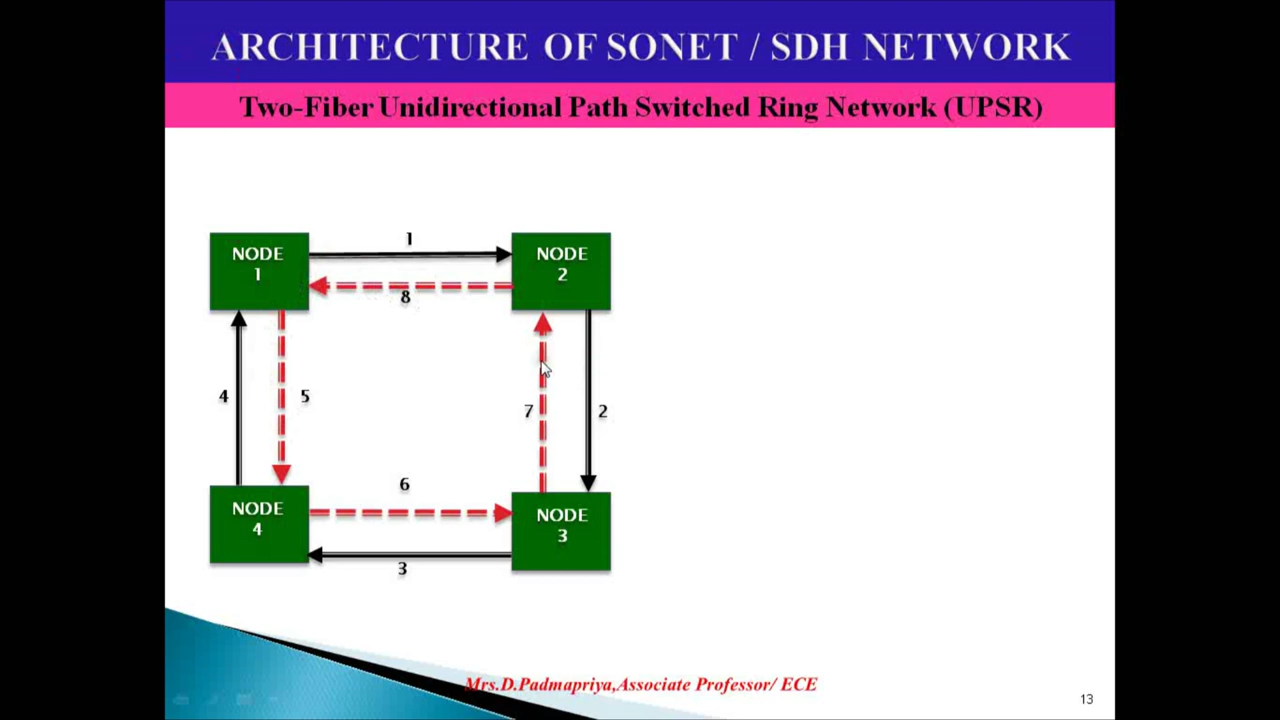 ARCHITECTURE OF SONET / SDH NETWORK
Two-Fiber Unidirectional Path Switched Ring Network (UPSR)
1
NODE
1
NODE
2
8
4
5
7
2
6
NODE
4
NODE
3
3
Mrs.D.Padmapriya,Associate Professor/ ECE
13